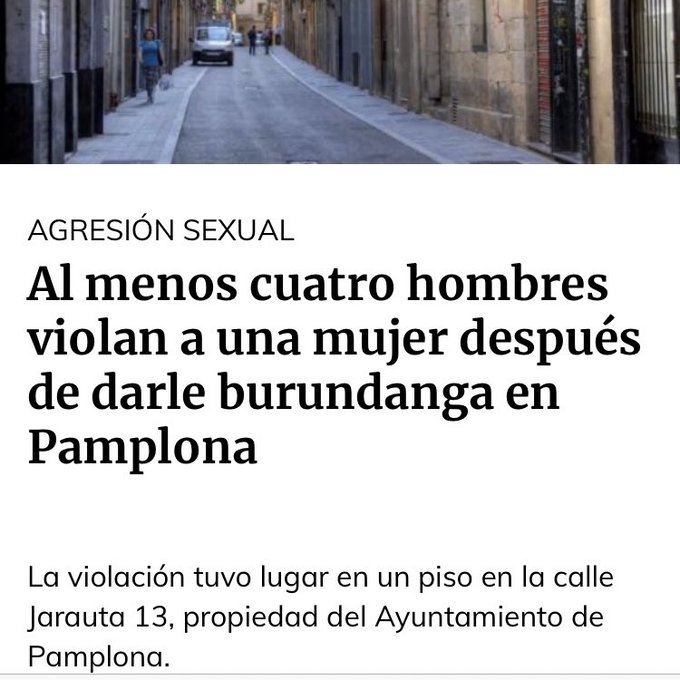 AGRESIÓN SEXUAL
Al menos cuatro hombres
violan a una mujer después
de darle burundanga en
Pamplona
La violación tuvo lugar en un piso en la calle
Jarauta 13, propiedad del Ayuntamiento de
Pamplona.